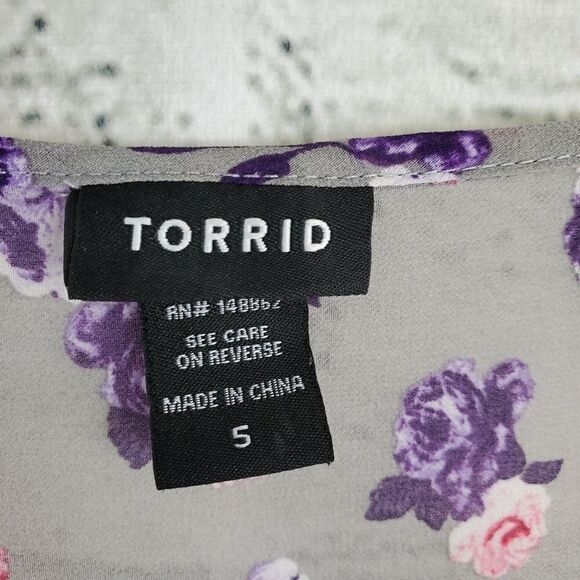 TORRID
RN# 148862
SEE CARE
ON REVERSE
MADE IN CHINA
5